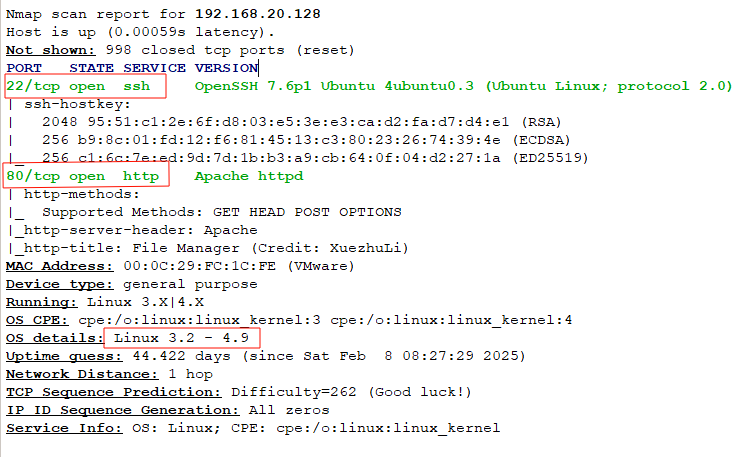 Nmap scan report for 192.168.20.128
Host is up (0.00059s latency).
Not shown: 998 closed tcp ports (reset)
PORT   STATE SERVICE VERSION
22/tcp open  ssh     OpenSSH 7.6p1 Ubuntu 4ubuntu0.3 (Ubuntu Linux; protocol 2.0)
| ssh-hostkey:
|   2048 95:51:c1:2e:6f:d8:03:e5:3e:e3:ca:d2:fa:d7:d4:e1 (RSA)
|   256 b9:8c:01:fd:12:f6:81:45:13:c3:80:23:26:74:39:4e (ECDSA)
|_  256 c1:6c:7e:ed:9d:7d:1b:b3:a9:cb:64:0f:04:d2:27:1a (ED25519)
80/tcp open  http    Apache httpd
| http-methods:
|_  Supported Methods: GET HEAD POST OPTIONS
|_http-server-header: Apache
|_http-title: File Manager (Credit: XuezhuLi)
MAC Address: 00:0C:29:FC:1C:FE (VMware)
Device type: general purpose
Running: Linux 3.X|4.X
OS CPE: cpe:/o:linux:linux_kernel:3 cpe:/o:linux:linux_kernel:4
OS details: Linux 3.2 - 4.9
Uptime guess: 44.422 days (since Sat Feb  8 08:27:29 2025)
Network Distance: 1 hop
TCP Sequence Prediction: Difficulty=262 (Good luck!)
IP ID Sequence Generation: All zeros
Service Info: OS: Linux; CPE: cpe:/o:linux:linux_kernel